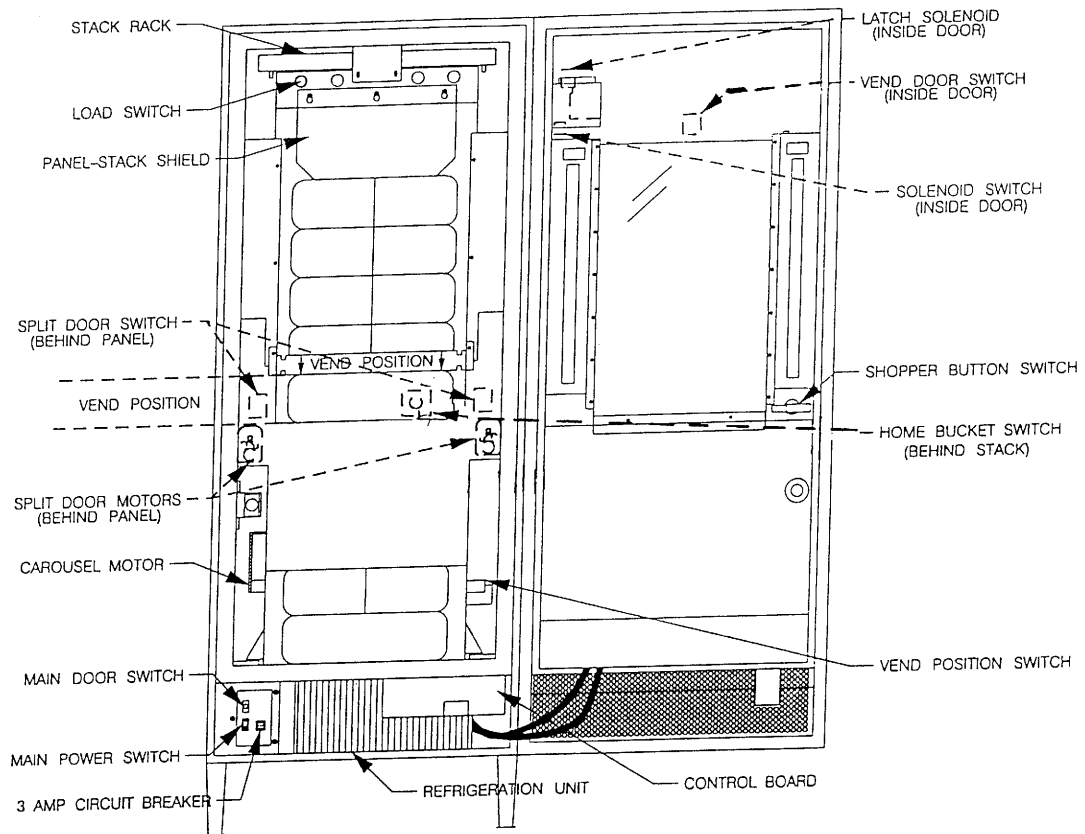 STACK RACK
LOAD SWITCH
PANEL-STACK SHIELD
SPLIT DOOR SWITCH
(BEHIND PANEL)
VEND POSITION
VEND POSITION
SPLIT DOOR MOTORS
(BEHIND PANEL)
CAROUSEL MOTOR
MAIN DOOR SWITCH
MAIN POWER SWITCH
3 AMP CIRCUIT BREAKER
REFRIGERATION UNIT
CONTROL BOARD
LATCH SOLENOID
(INSIDE DOOR)
VEND DOOR SWITCH
(INSIDE DOOR)
SOLENOID SWITCH
(INSIDE DOOR)
SHOPPER BUTTON SWITCH
HOME BUCKET SWITCH
(BEHIND STACK)
VEND POSITION SWITCH